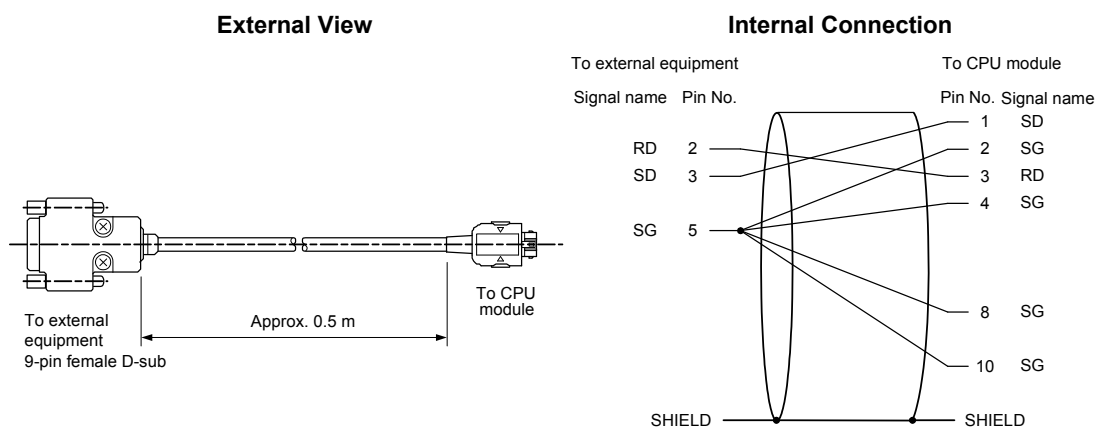 External View
To external
equipment
9-pin female D-sub
Approx. 0.5 m
To CPU
module
Internal Connection
To external equipment
To CPU module
Signal name Pin No.
Pin No. Signal name
1 SD
RD 2
2 SG
SD 3
3 RD
4 SG
SG 5
8 SG
10 SG
SHIELD
SHIELD